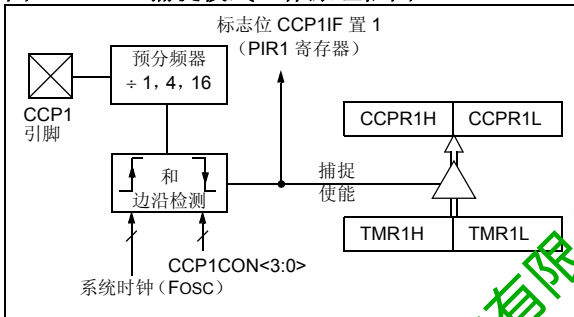 标志位 CCP1IF 置 1
（PIR1 寄存器）
预分频器
÷ 1，4，16
CCP1
引脚
CCPR1H CCPR1L
和
边沿检测
捕捉
使能
TMR1H TMR1L
CCP1CON<3:0>
系统时钟（FOSC）
有限